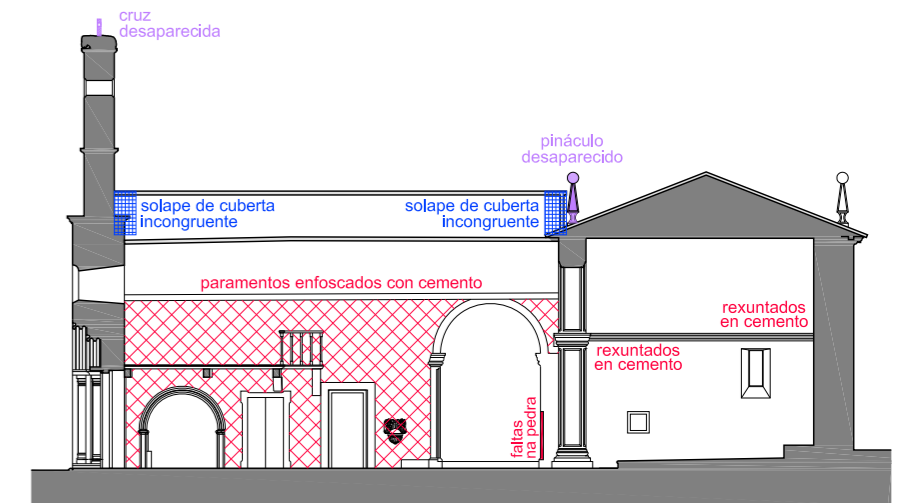 cruz
desaparecida
pináculo
desaparecido
solape de cuberta
incongruente
solape de cuberta
incongruente
paramentos enfoscados con cemento
rexuntados
en cemento
rexuntados
en cemento
faltas
na pedra